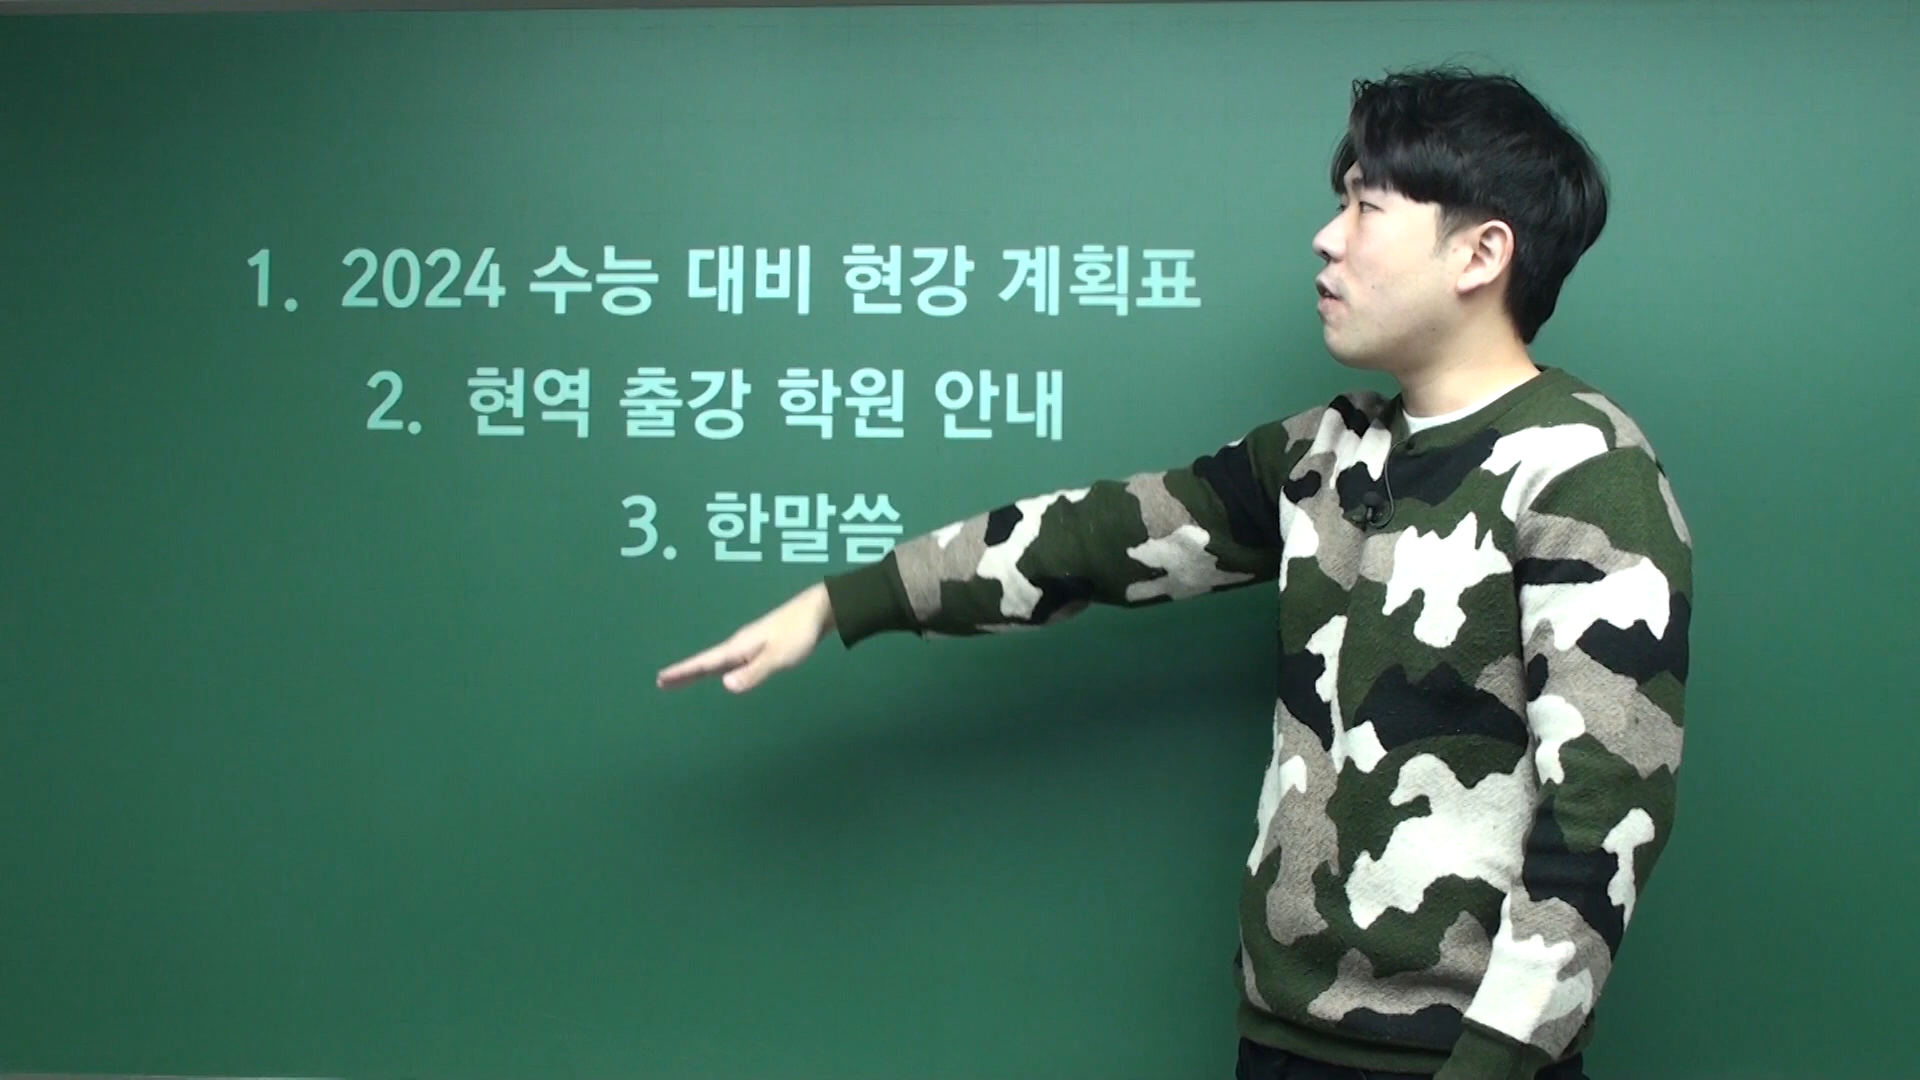 1. 2024 수능 대비 현강 계획표
2. 현역 출강 학원 안내
3. 한말씀